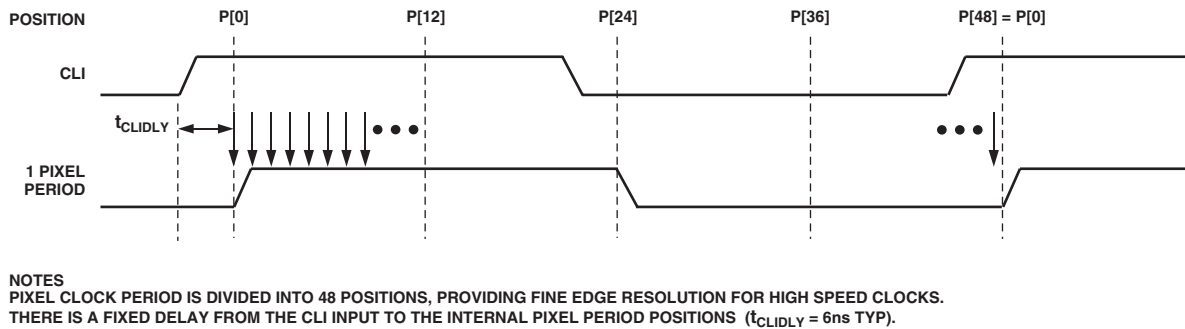 POSITION P[0] P[12] P[24] P[36] P[48] = P[0]
CLI
tCLIDLY
1 PIXEL
PERIOD
NOTES
PIXEL CLOCK PERIOD IS DIVIDED INTO 48 POSITIONS, PROVIDING FINE EDGE RESOLUTION FOR HIGH SPEED CLOCKS.
THERE IS A FIXED DELAY FROM THE CLI INPUT TO THE INTERNAL PIXEL PERIOD POSITIONS (tCLIDLY = 6ns TYP).